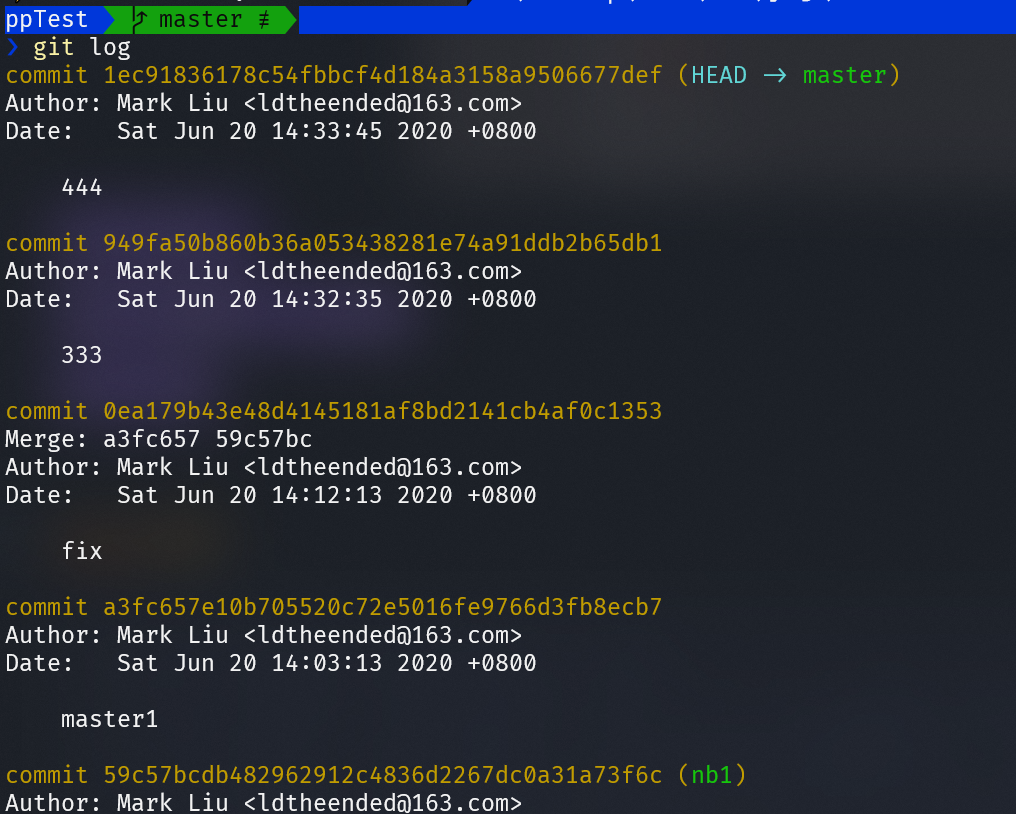 ppTest master ≢
❯ git log
commit 1ec91836178c54fbbcf4d184a3158a9506677def (HEAD -> master)
Author: Mark Liu <ldtheended@163.com>
Date:   Sat Jun 20 14:33:45 2020 +0800
444
commit 949fa50b860b36a053438281e74a91ddb2b65db1
Author: Mark Liu <ldtheended@163.com>
Date:   Sat Jun 20 14:32:35 2020 +0800
333
commit 0ea179b43e48d4145181af8bd2141cb4af0c1353
Merge: a3fc657 59c57bc
Author: Mark Liu <ldtheended@163.com>
Date:   Sat Jun 20 14:12:13 2020 +0800
fix
commit a3fc657e10b705520c72e5016fe9766d3fb8ecb7
Author: Mark Liu <ldtheended@163.com>
Date:   Sat Jun 20 14:03:13 2020 +0800
master1
commit 59c57bcdb482962912c4836d2267dc0a31a73f6c (nb1)
Author: Mark Liu <ldtheended@163.com>